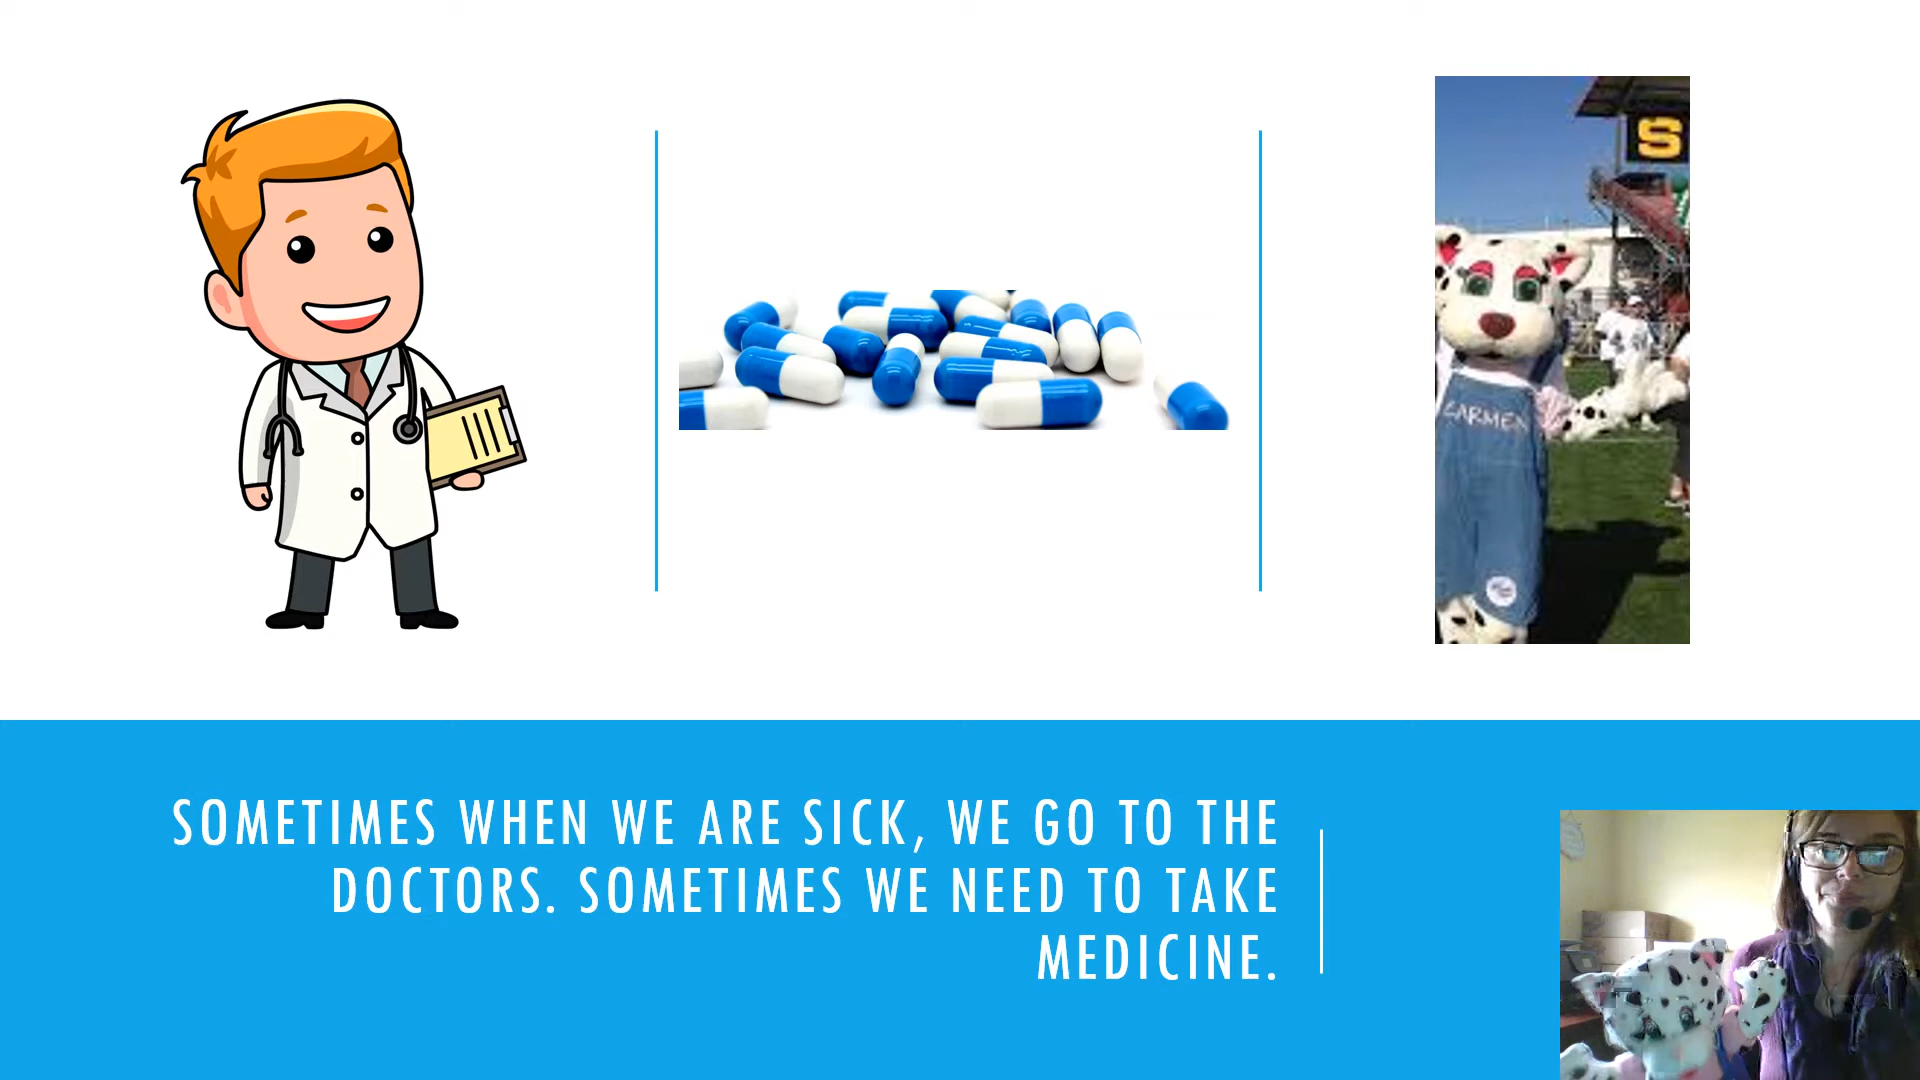 S
CARMEN
SOMETIMES WHEN WE ARE SICK, WE GO TO THE
DOCTORS. SOMETIMES WE NEED TO TAKE
MEDICINE.